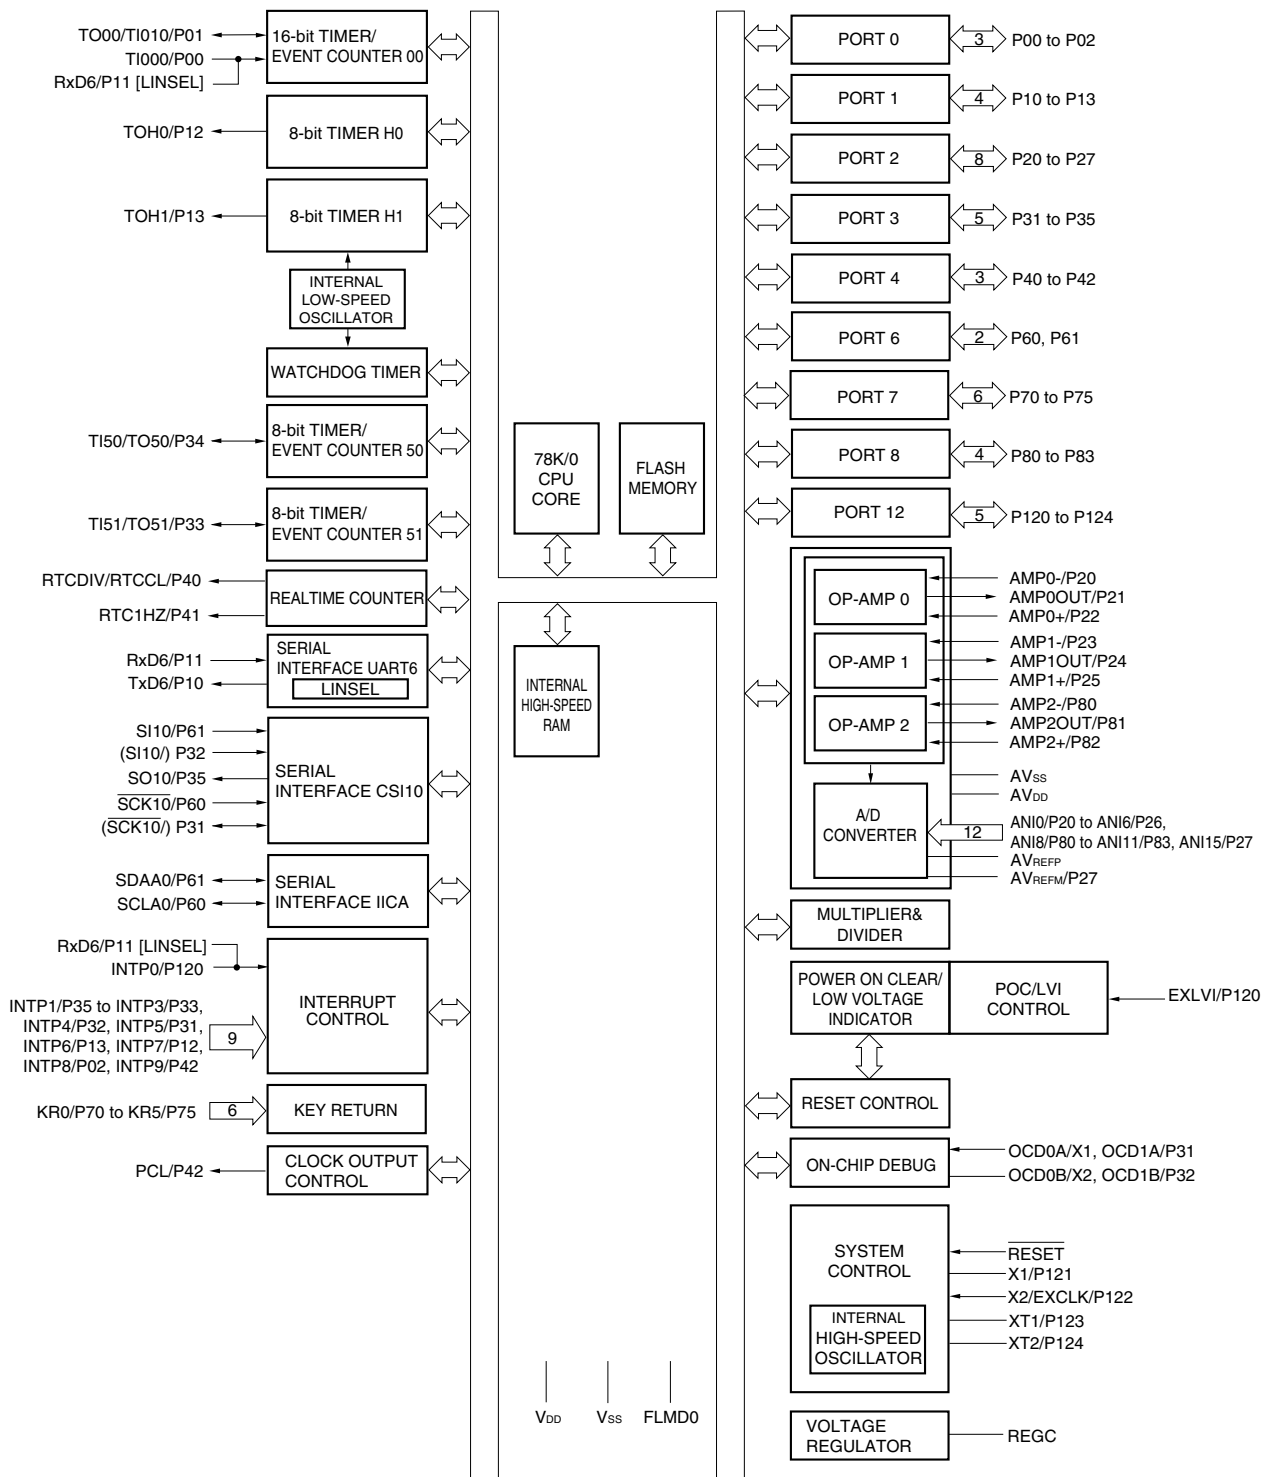 TO00/TI010/P01
TI000/P00
RxD6/P11 [LINSEL]
16-bit TIMER/
EVENT COUNTER 00
TOH0/P12
8-bit TIMER H0
TOH1/P13
8-bit TIMER H1
INTERNAL
LOW-SPEED
OSCILLATOR
WATCHDOG TIMER
TI50/TO50/P34
8-bit TIMER/
EVENT COUNTER 50
TI51/TO51/P33
8-bit TIMER/
EVENT COUNTER 51
RTCDIV/RTCCL/P40
RTC1HZ/P41
REALTIME COUNTER
RxD6/P11
TxD6/P10
SERIAL
INTERFACE UART6
LINSEL
SI10/P61
(SI10/) P32
SO10/P35
SCK10/P60
(SCK10/) P31
SERIAL
INTERFACE CSI10
SDAA0/P61
SCLA0/P60
SERIAL
INTERFACE IICA
RxD6/P11 [LINSEL]
INTP0/P120
INTP1/P35 to INTP3/P33,
INTP4/P32, INTP5/P31,
INTP6/P13, INTP7/P12,
INTP8/P02, INTP9/P42
9
INTERRUPT
CONTROL
KR0/P70 to KR5/P75
6
KEY RETURN
PCL/P42
CLOCK OUTPUT
CONTROL
78K/0
CPU
CORE
FLASH
MEMORY
INTERNAL
HIGH-SPEED
RAM
VDD
VSS
FLMD0
PORT 0
3
P00 to P02
PORT 1
4
P10 to P13
PORT 2
8
P20 to P27
PORT 3
5
P31 to P35
PORT 4
3
P40 to P42
PORT 6
2
P60, P61
PORT 7
6
P70 to P75
PORT 8
4
P80 to P83
PORT 12
5
P120 to P124
OP-AMP 0
AMP0-/P20
AMP0OUT/P21
AMP0+/P22
OP-AMP 1
AMP1-/P23
AMP1OUT/P24
AMP1+/P25
OP-AMP 2
AMP2-/P80
AMP2OUT/P81
AMP2+/P82
AVSS
AVDD
A/D
CONVERTER
12
ANI0/P20 to ANI6/P26,
ANI8/P80 to ANI11/P83, ANI15/P27
AVREFP
AVREFM/P27
MULTIPLIER&
DIVIDER
POWER ON CLEAR/
LOW VOLTAGE
INDICATOR
POC/LVI
CONTROL
EXLVI/P120
RESET CONTROL
ON-CHIP DEBUG
OCD0A/X1, OCD1A/P31
OCD0B/X2, OCD1B/P32
SYSTEM
CONTROL
INTERNAL
HIGH-SPEED
OSCILLATOR
RESET
X1/P121
X2/EXCLK/P122
XT1/P123
XT2/P124
VOLTAGE
REGULATOR
REGC